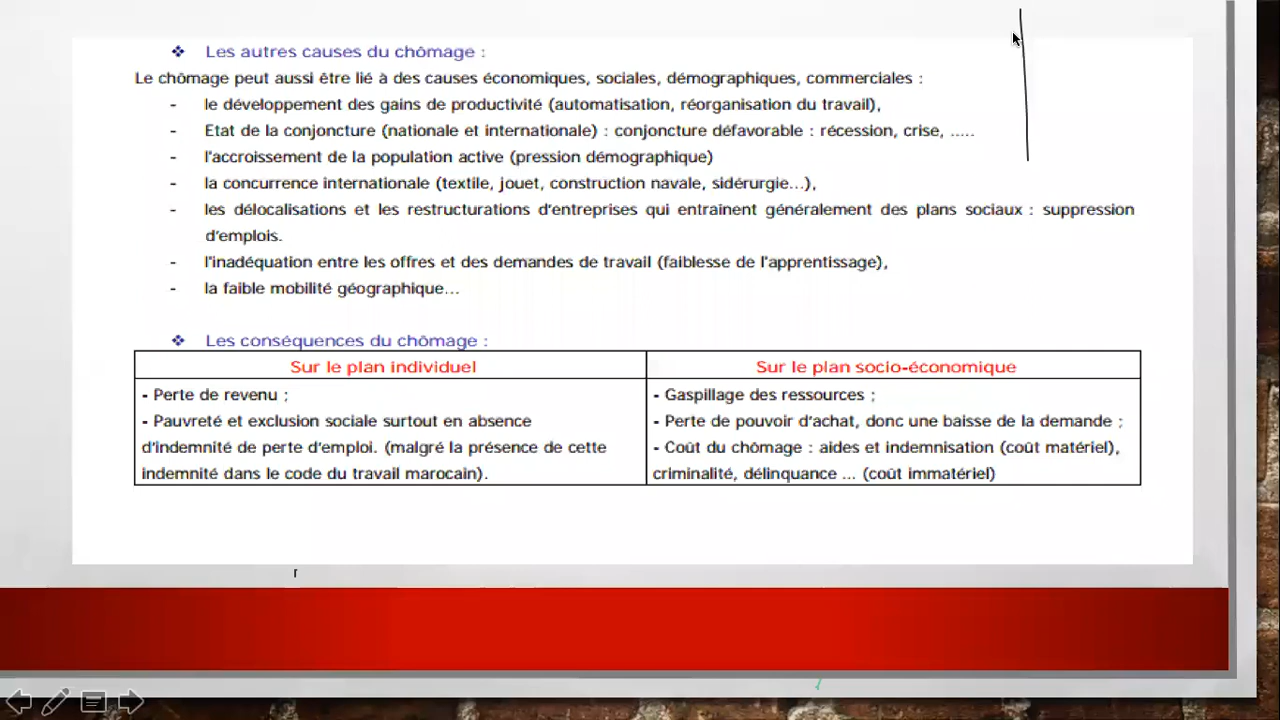 ❖ Les autres causes du chômage :
Le chômage peut aussi être lié à des causes économiques, sociales, démographiques, commerciales :
- le développement des gains de productivité (automatisation, réorganisation du travail),
- Etat de la conjoncture (nationale et internationale) : conjoncture défavorable : récession, crise, .....
- l'accroissement de la population active (pression démographique)
- la concurrence internationale (textile, jouet, construction navale, sidérurgie...),
- les délocalisations et les restructurations d'entreprises qui entraînent généralement des plans sociaux : suppression
d'emplois.
- l'inadéquation entre les offres et des demandes de travail (faiblesse de l'apprentissage),
- la faible mobilité géographique...
❖ Les conséquences du chômage :
Sur le plan individuel
- Perte de revenu ;
- Pauvreté et exclusion sociale surtout en absence
d'indemnité de perte d'emploi. (malgré la présence de cette
indemnité dans le code du travail marocain).
Sur le plan socio-économique
- Gaspillage des ressources ;
- Perte de pouvoir d'achat, donc une baisse de la demande ;
- Coût du chômage : aides et indemnisation (coût matériel),
criminalité, délinquance ... (coût immatériel)